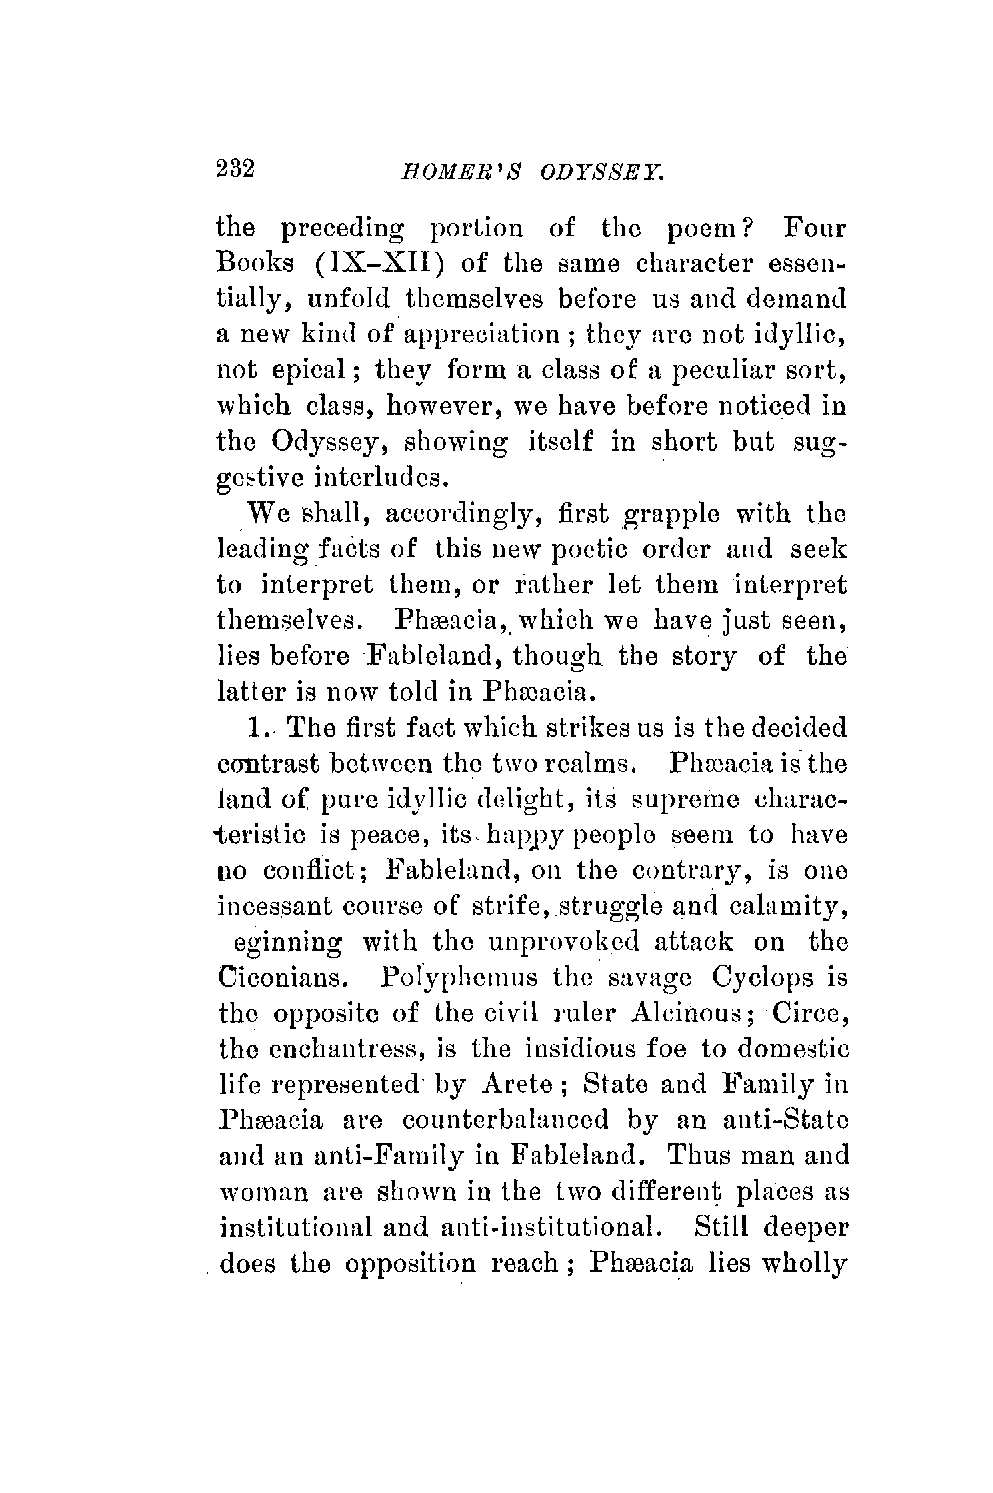 232 HOMER'S ODYSSEY.
the preceding portion of the poem? Four
Books (IX–XII) of the same character essen-
tially, unfold themselves before us and demand
a new kind of appreciation; they are not idyllic,
not epical; they form a class of a peculiar sort,
which class, however, we have before noticed in
the Odyssey, showing itself in short but sug-
gestive interludes.
We shall, accordingly, first grapple with the
leading facts of this new poetic order and seek
to interpret them, or rather let them interpret
themselves. Phæacia, which we have just seen,
lies before Fableland, though the story of the
latter is now told in Phæacia.
1. The first fact which strikes us is the decided
contrast between the two realms. Phæacia is the
land of pure idyllic delight, its supreme charac-
teristic is peace, its happy people seem to have
no conflict; Fableland, on the contrary, is one
incessant course of strife, struggle and calamity,
eginning with the unprovoked attack on the
Ciconians. Polyphemus the savage Cyclops is
the opposite of the civil ruler Alcinous; Circe,
the enchantress, is the insidious foe to domestic
life represented by Arete; State and Family in
Phæacia are counterbalanced by an anti-State
and an anti-Family in Fableland. Thus man and
woman are shown in the two different places as
institutional and anti-institutional. Still deeper
does the opposition reach; Phæacia lies wholly